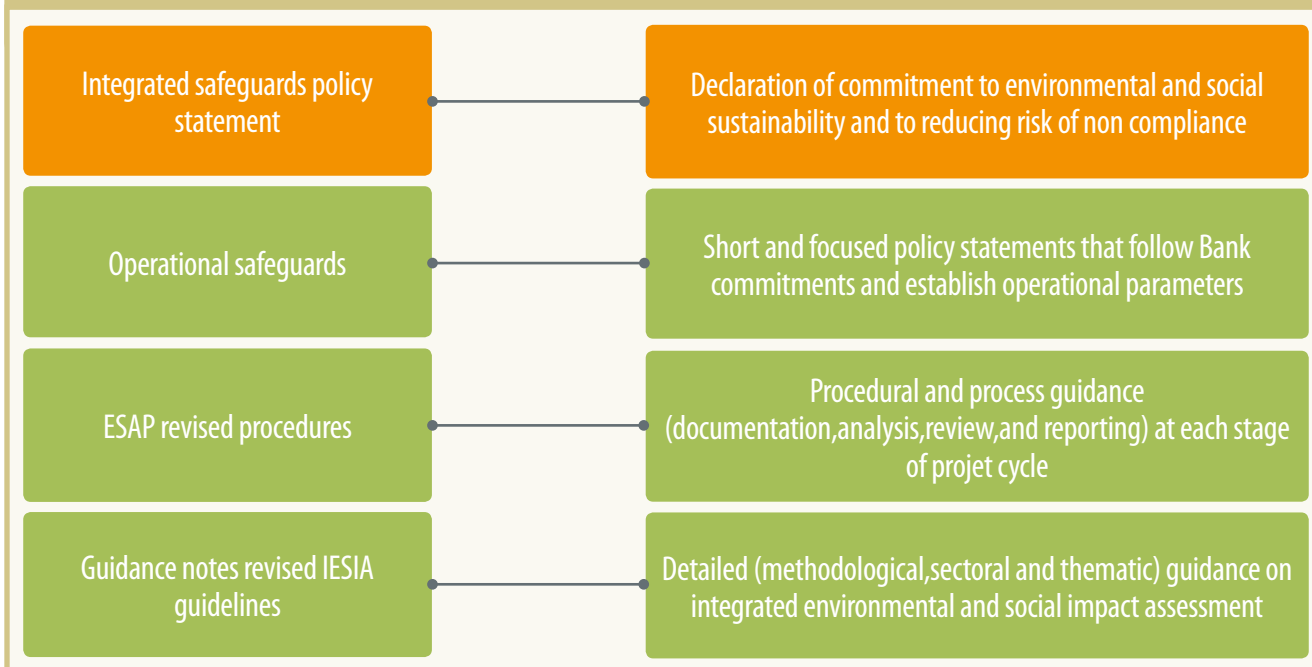 Integrated safeguards policy
statement
Declaration of commitment to environmental and social
sustainability and to reducing risk of non compliance
Operational safeguards
Short and focused policy statements that follow Bank
commitments and establish operational parameters
ESAP revised procedures
Procedural and process guidance
(documentation,analysis,review,and reporting) at each stage
of projet cycle
Guidance notes revised IESIA
guidelines
Detailed (methodological,sectoral and thematic) guidance on
integrated environmental and social impact assessment